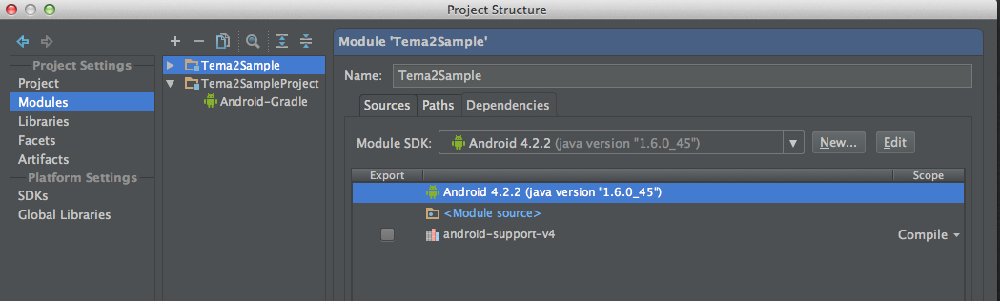 Project Structure
Project Settings
Project
Modules
Libraries
Facets
Artifacts
Platform Settings
SDKs
Global Libraries
Tema2Sample
Tema2SampleProject
Android-Gradle
Module 'Tema2Sample'
Name: Tema2Sample
Sources Paths Dependencies
Module SDK: Android 4.2.2 (java version "1.6.0_45") New... Edit
Export Scope
Android 4.2.2 (java version "1.6.0_45")
<Module source>
android-support-v4 Compile